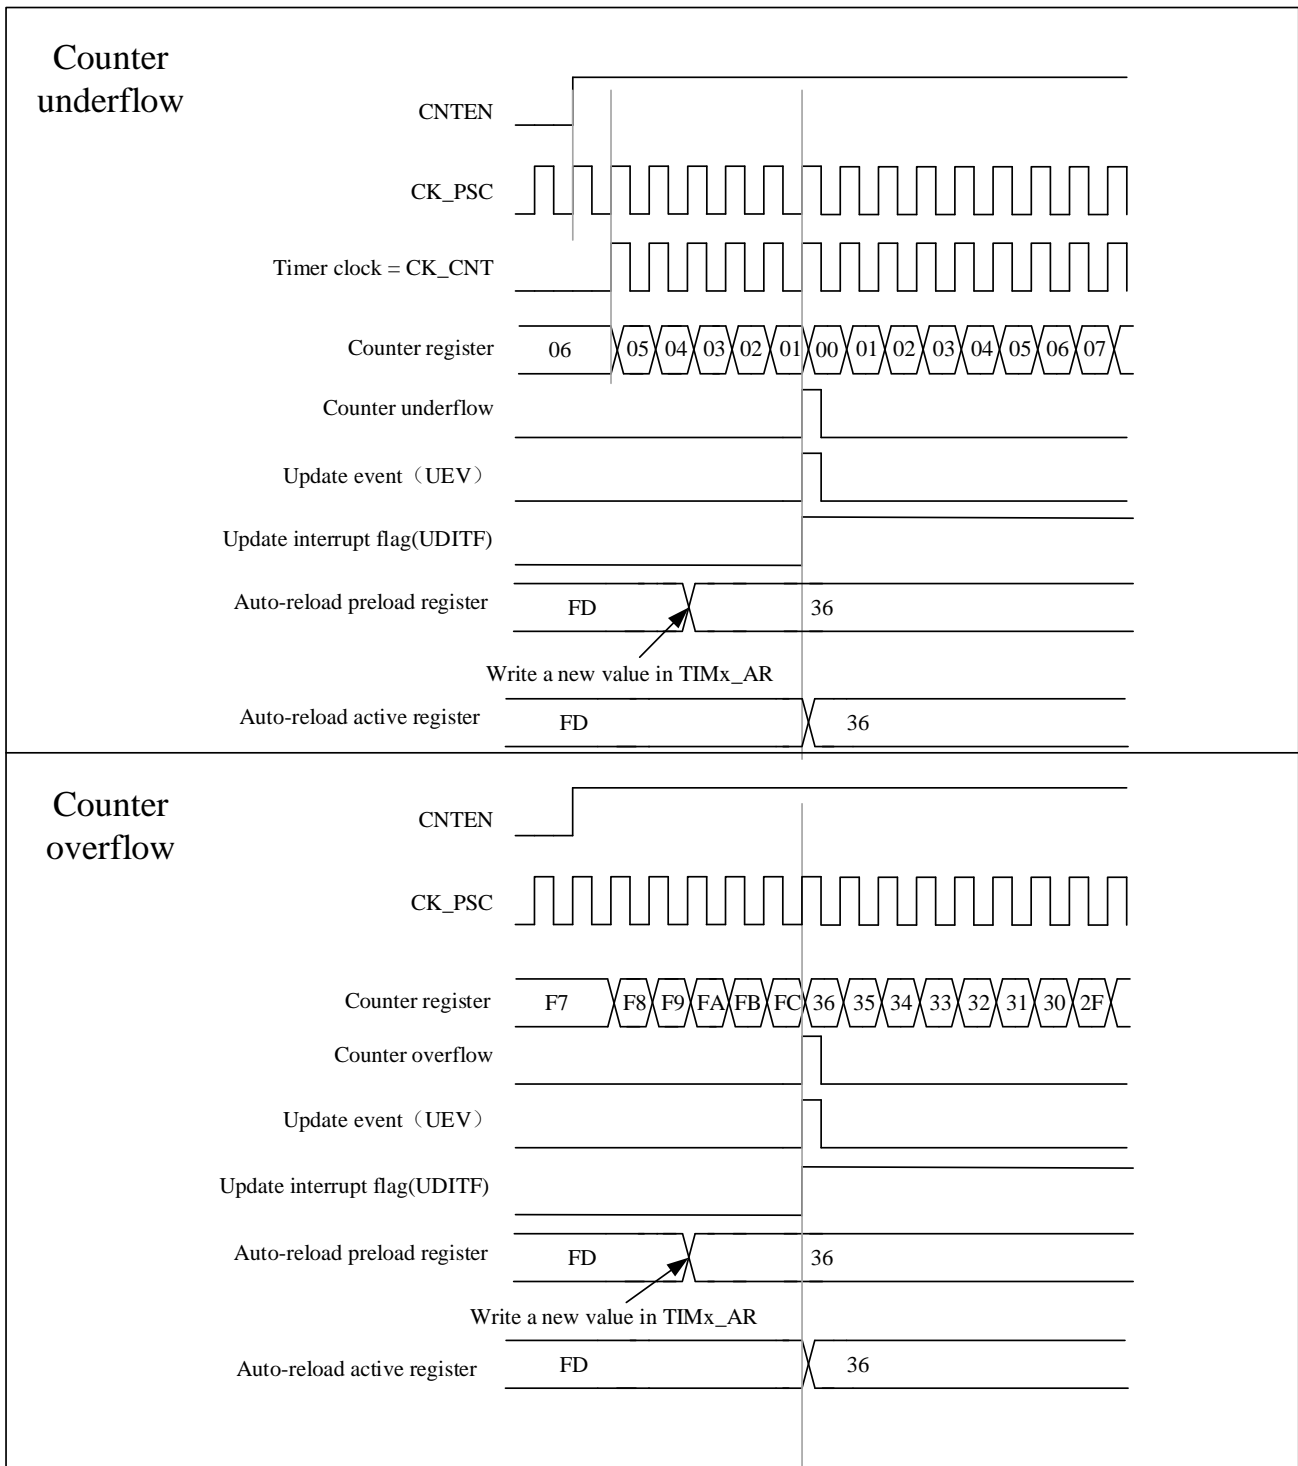 Counter
underflow
CNTEN
CK_PSC
Timer clock = CK_CNT
Counter register 06 05 04 03 02 01 00 01 02 03 04 05 06 07
Counter underflow
Update event（UEV）
Update interrupt flag(UDITF)
Auto-reload preload register FD 36
Write a new value in TIMx_AR
Auto-reload active register FD 36
Counter
overflow
CNTEN
CK_PSC
Counter register F7 F8 F9 FA FB FC 36 35 34 33 32 31 30 2F
Counter overflow
Update event（UEV）
Update interrupt flag(UDITF)
Auto-reload preload register FD 36
Write a new value in TIMx_AR
Auto-reload active register FD 36